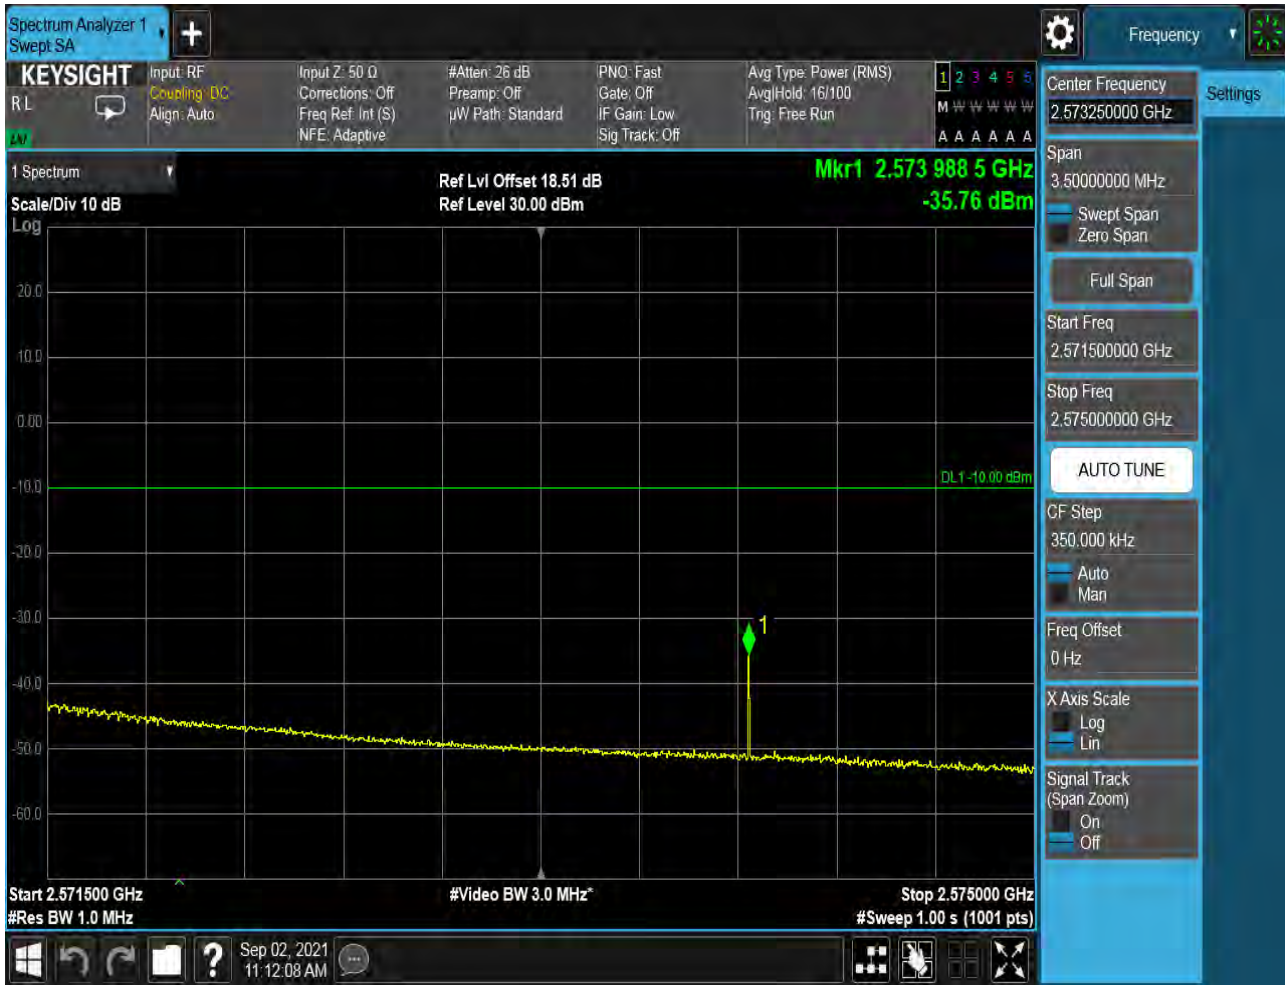 Spectrum Analyzer 1
Swept SA
Frequency
KEYSIGHT
R L
LXI
Input: RF
Coupling: DC
Align: Auto
Input Z: 50 Ω
Corrections: Off
Freq Ref: Int (S)
NFE: Adaptive
#Atten: 26 dB
Preamp: Off
µW Path: Standard
PNO: Fast
Gate: Off
IF Gain: Low
Sig Track: Off
Avg Type: Power (RMS)
Avg|Hold: 16/100
Trig: Free Run
1 2 3 4 5 6
M W W W W W
A A A A A A
1 Spectrum
Scale/Div 10 dB
Log
Ref Lvl Offset 18.51 dB
Ref Level 30.00 dBm
Mkr1 2.573 988 5 GHz
-35.76 dBm
20.0
10.0
0.00
-10.0
-20.0
-30.0
-40.0
-50.0
-60.0
DL1 -10.00 dBm
1
Start 2.571500 GHz
#Res BW 1.0 MHz
#Video BW 3.0 MHz*
Stop 2.575000 GHz
#Sweep 1.00 s (1001 pts)
Center Frequency
2.573250000 GHz
Settings
Span
3.50000000 MHz
Swept Span
Zero Span
Full Span
Start Freq
2.571500000 GHz
Stop Freq
2.575000000 GHz
AUTO TUNE
CF Step
350.000 kHz
Auto
Man
Freq Offset
0 Hz
X Axis Scale
Log
Lin
Signal Track
(Span Zoom)
On
Off
?
Sep 02, 2021
11:12:08 AM